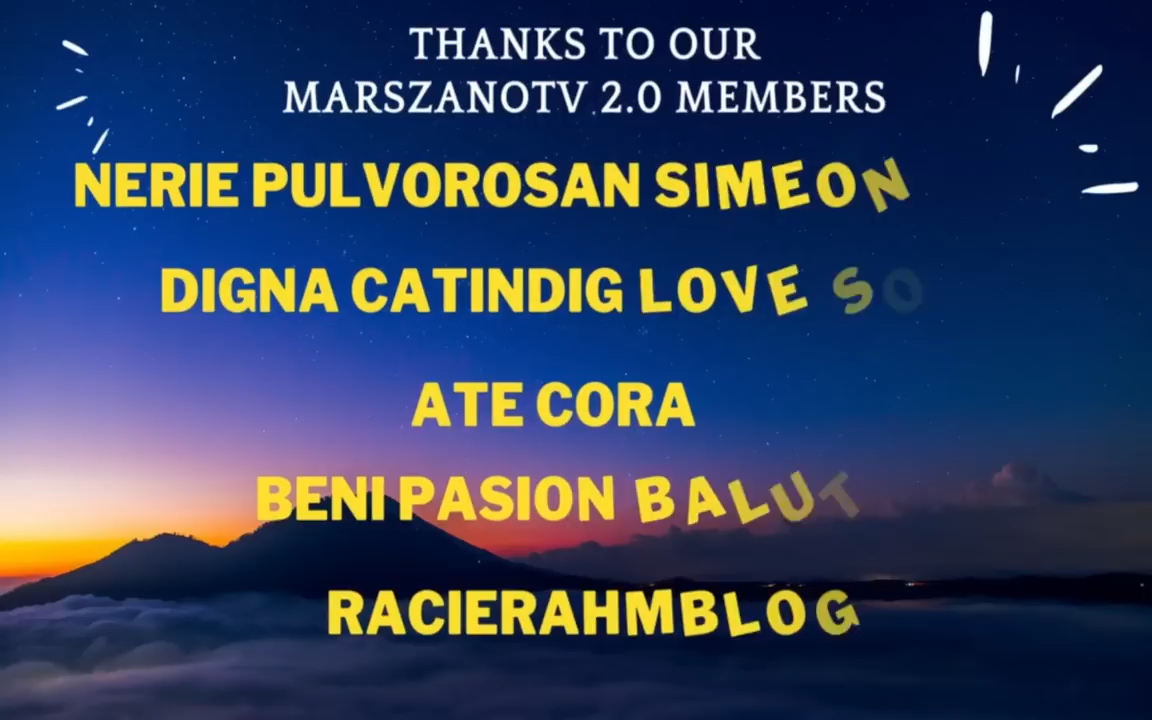 THANKS TO OUR
MARSZANOTV 2.0 MEMBERS
NERIE PULVOROSAN SIMEON
DIGNA CATINDIG LOVE SO
ATE CORA
BENI PASION BALUT
RACIERAHMBLOG